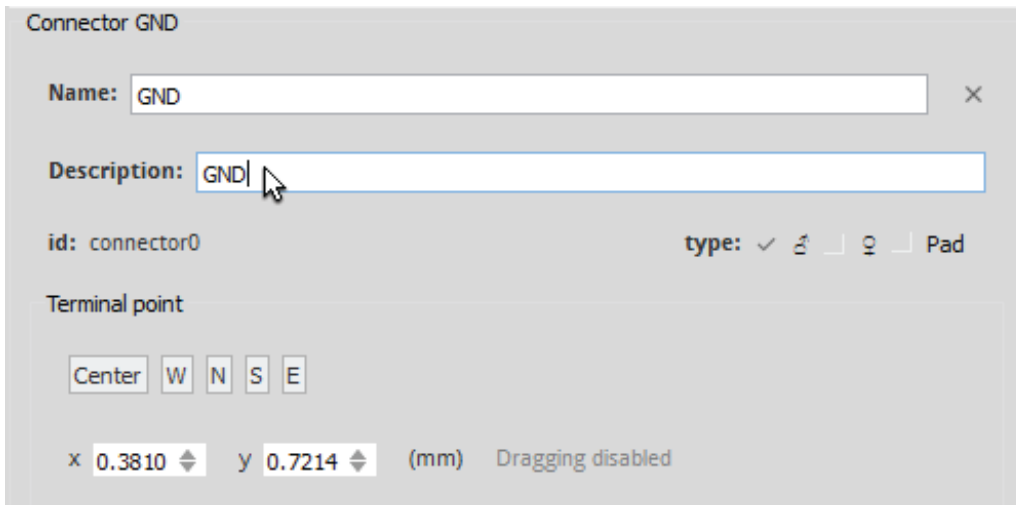 Connector GND
Name: GND
Description: GND
id: connector0 type: ♂ ♀ Pad
Terminal point
Center W N S E
x 0.3810 y 0.7214 (mm) Dragging disabled